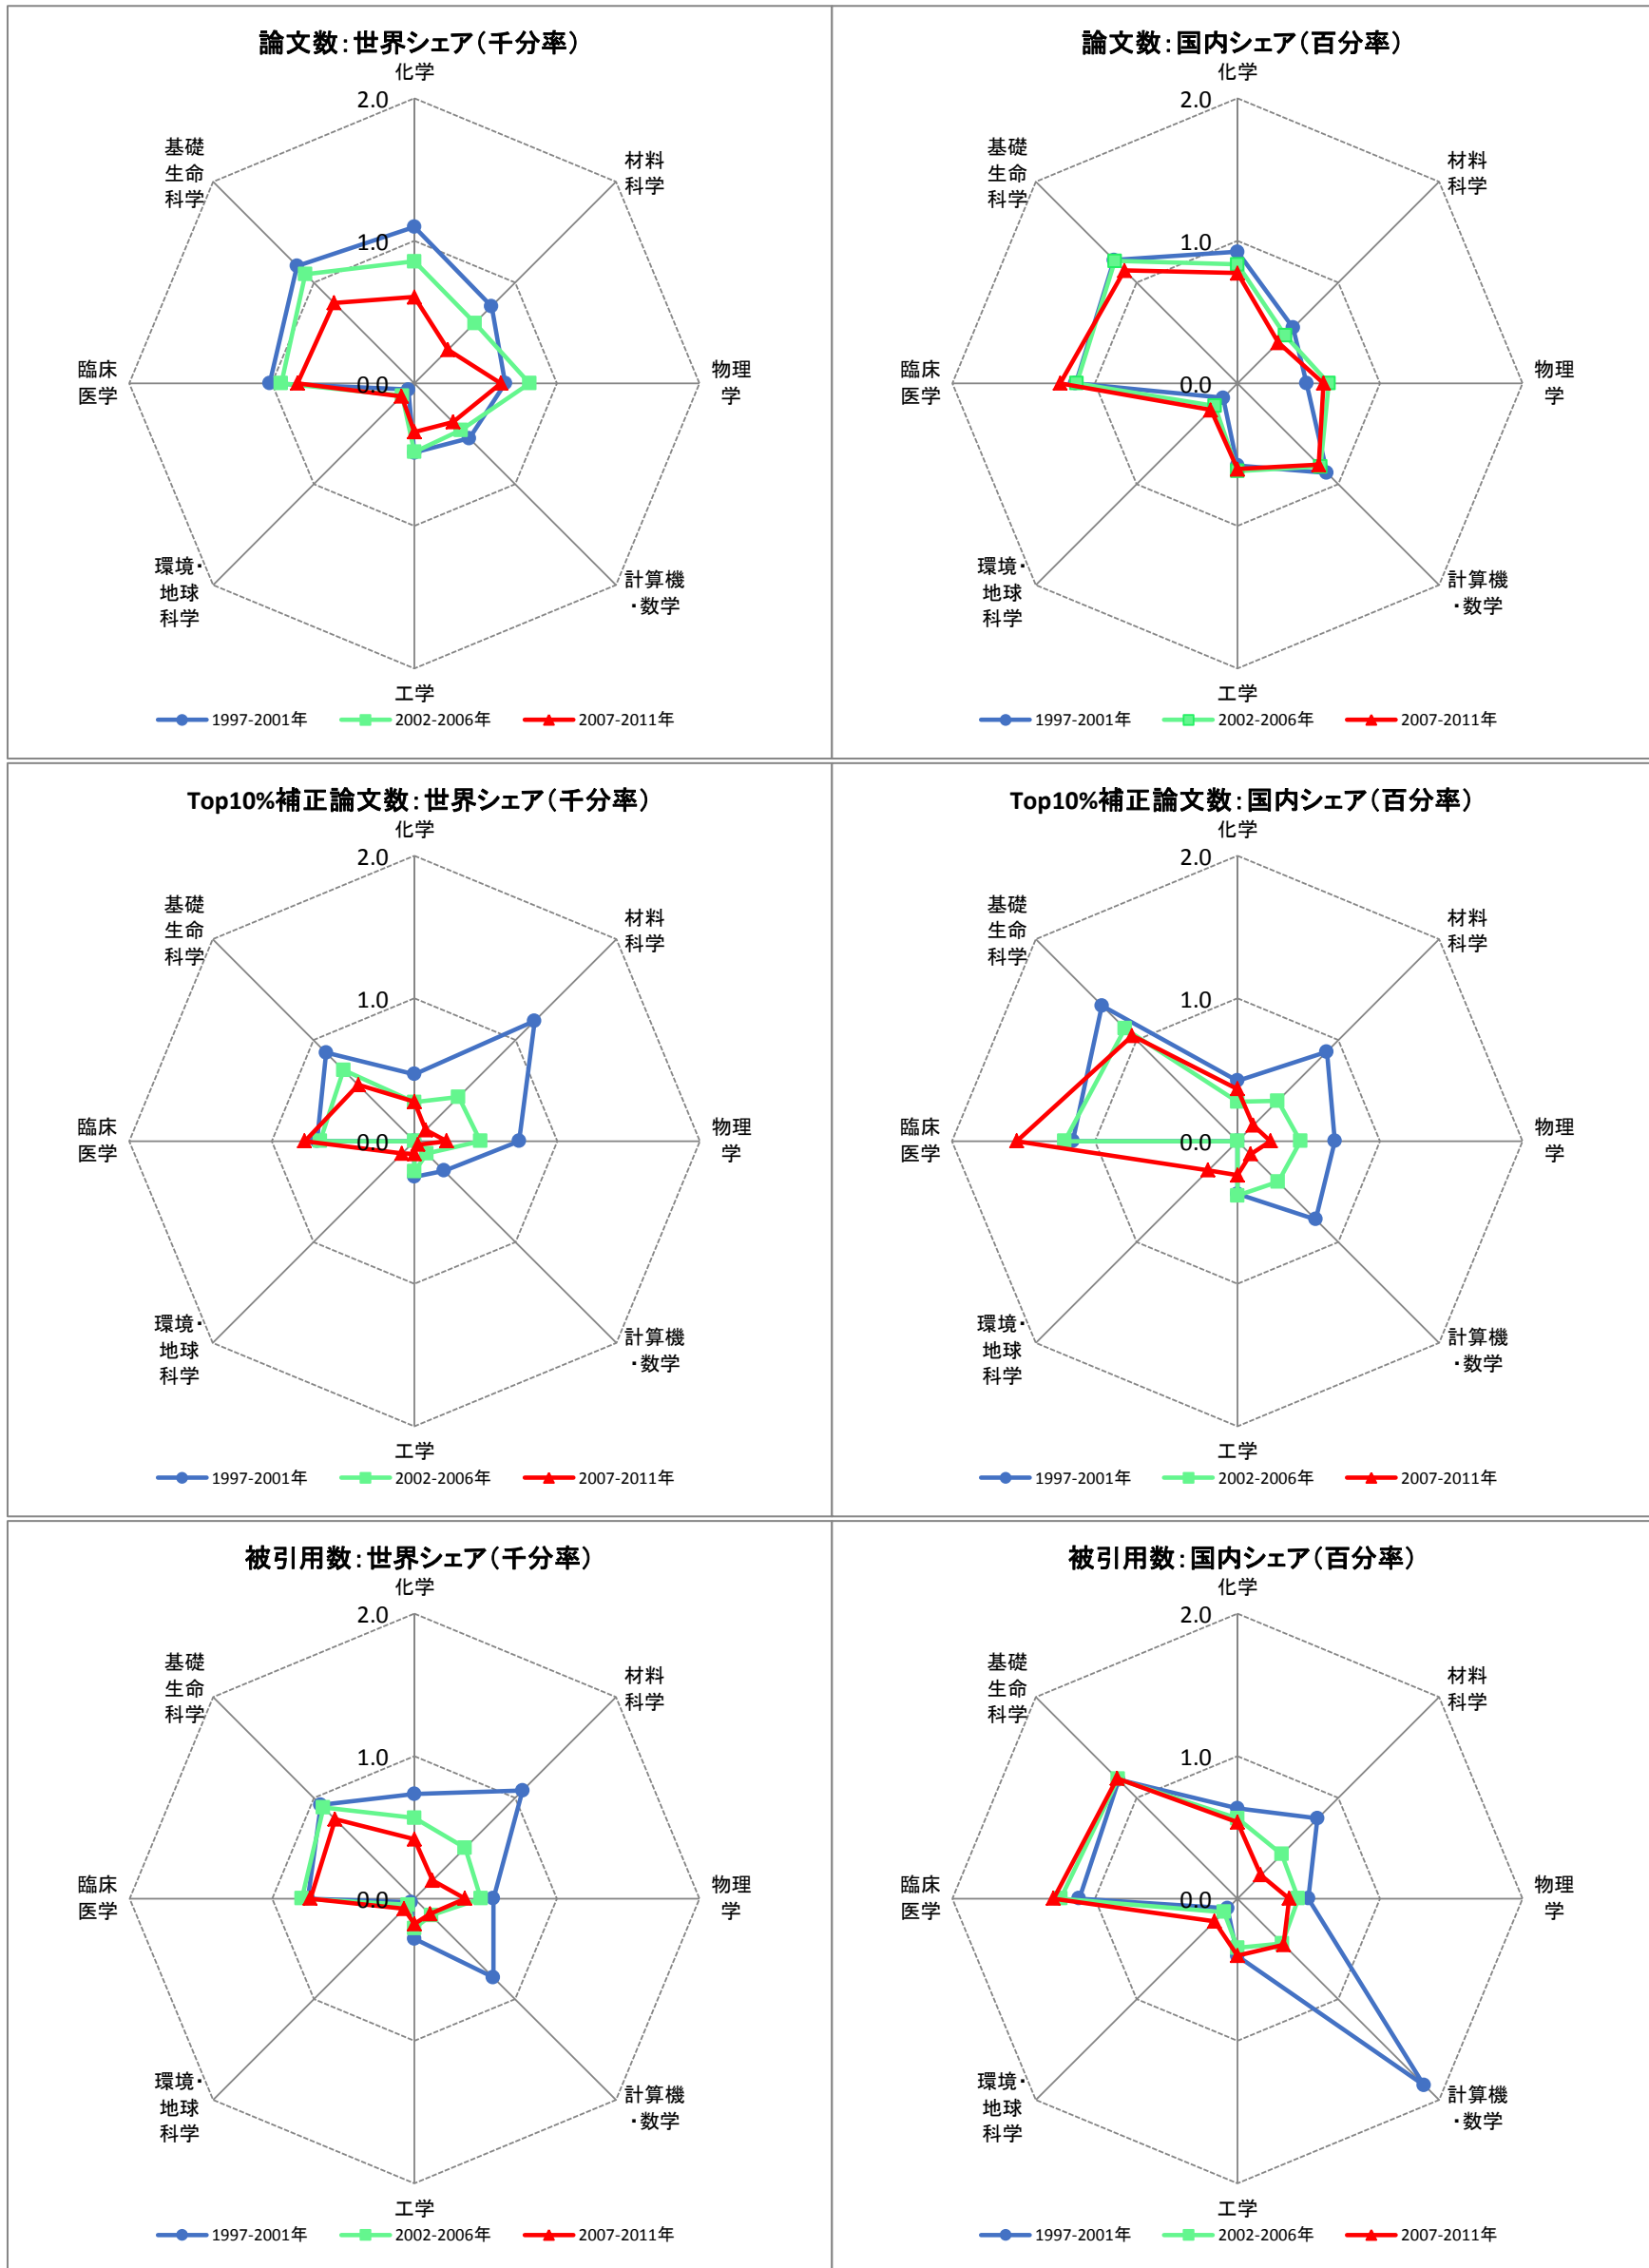 論文数：世界シェア（千分率）
化学
2.0
基礎
生命
科学
材料
科学
1.0
臨床
医学
0.0
物理
学
環境・
地球
科学
計算機
・数学
工学
1997-2001年
2002-2006年
2007-2011年
論文数：国内シェア（百分率）
化学
2.0
基礎
生命
科学
材料
科学
1.0
臨床
医学
0.0
物理
学
環境・
地球
科学
計算機
・数学
工学
1997-2001年
2002-2006年
2007-2011年
Top10%補正論文数：世界シェア（千分率）
化学
2.0
基礎
生命
科学
材料
科学
1.0
臨床
医学
0.0
物理
学
環境・
地球
科学
計算機
・数学
工学
1997-2001年
2002-2006年
2007-2011年
Top10%補正論文数：国内シェア（百分率）
化学
2.0
基礎
生命
科学
材料
科学
1.0
臨床
医学
0.0
物理
学
環境・
地球
科学
計算機
・数学
工学
1997-2001年
2002-2006年
2007-2011年
被引用数：世界シェア（千分率）
化学
2.0
基礎
生命
科学
材料
科学
1.0
臨床
医学
0.0
物理
学
環境・
地球
科学
計算機
・数学
工学
1997-2001年
2002-2006年
2007-2011年
被引用数：国内シェア（百分率）
化学
2.0
基礎
生命
科学
材料
科学
1.0
臨床
医学
0.0
物理
学
環境・
地球
科学
計算機
・数学
工学
1997-2001年
2002-2006年
2007-2011年